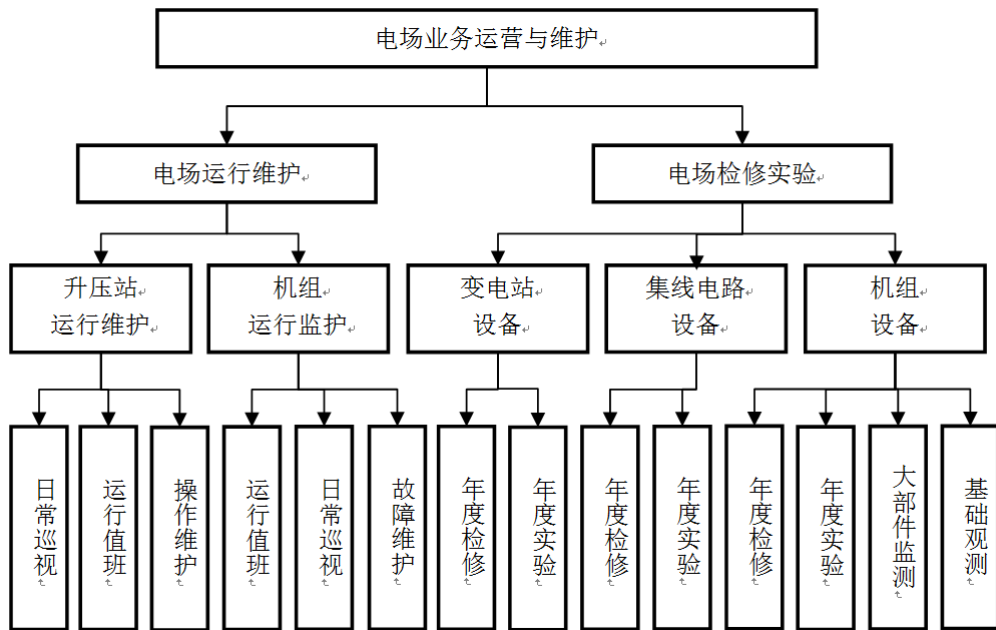 电场业务运营与维护
电场运行维护
电场检修实验
升压站
运行维护
机组
运行监护
变电站
设备
集线电路
设备
机组
设备
日常巡视
运行值班
操作维护
运行值班
日常巡视
故障维护
年度检修
年度实验
年度检修
年度实验
年度检修
年度实验
大部件监测
基础观测